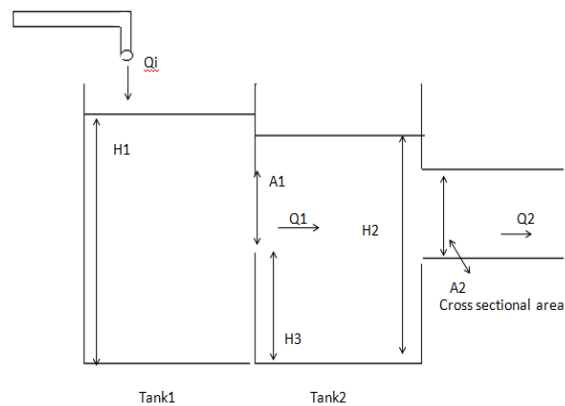 Qi
H1
A1
Q1
H2
Q2
A2
Cross sectional area
H3
Tank1
Tank2